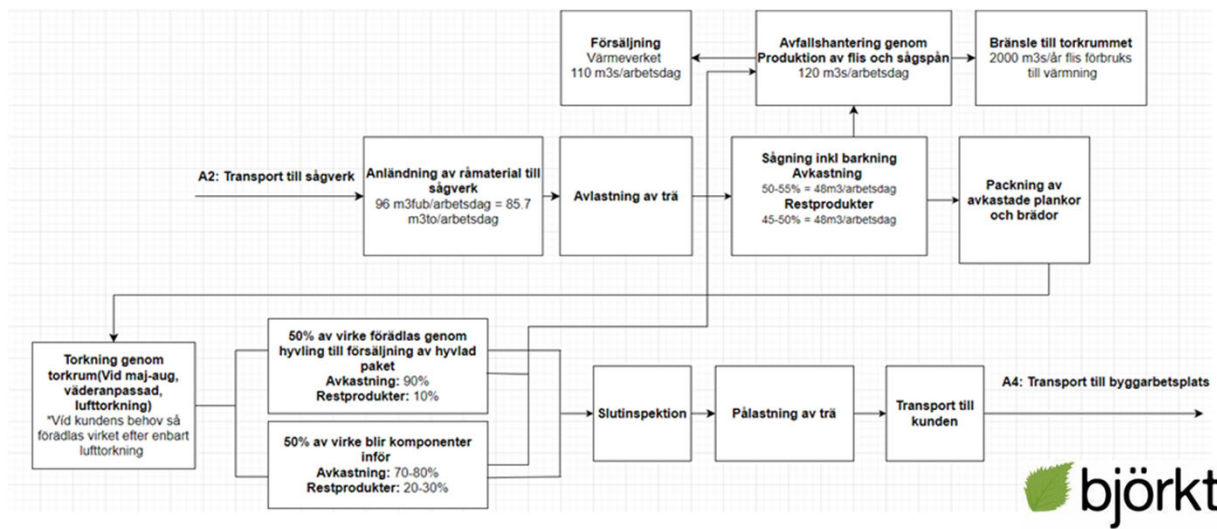 Försäljning
Värmeverket
110 m3s/arbetsdag
Avfallshantering genom
Produktion av flis och sågspån
120 m3s/arbetsdag
Bränsle till torkrummet
2000 m3s/år flis förbruks
till värmning
A2: Transport till sågverk
Anländning av råmaterial till
sågverk
96 m3fub/arbetsdag = 85.7
m3to/arbetsdag
Avlastning av trä
Sågning inkl barkning
Avkastning
50-55% = 48m3/arbetsdag
Restprodukter
45-50% = 48m3/arbetsdag
Packning av
avkastade plankor
och brädor
Torkning genom
torkrum(Vid maj-aug,
väderanpassad,
lufttorkning)
*Vid kundens behov så
förädlas virket efter enbart
lufttorkning
50% av virke förädlas genom
hyvling till försäljning av hyvlad
paket
Avkastning: 90%
Restprodukter: 10%
50% av virke blir komponenter
inför
Avkastning: 70-80%
Restprodukter: 20-30%
Slutinspektion
Pålastning av trä
Transport till
kunden
A4: Transport till byggarbetsplats
björkt